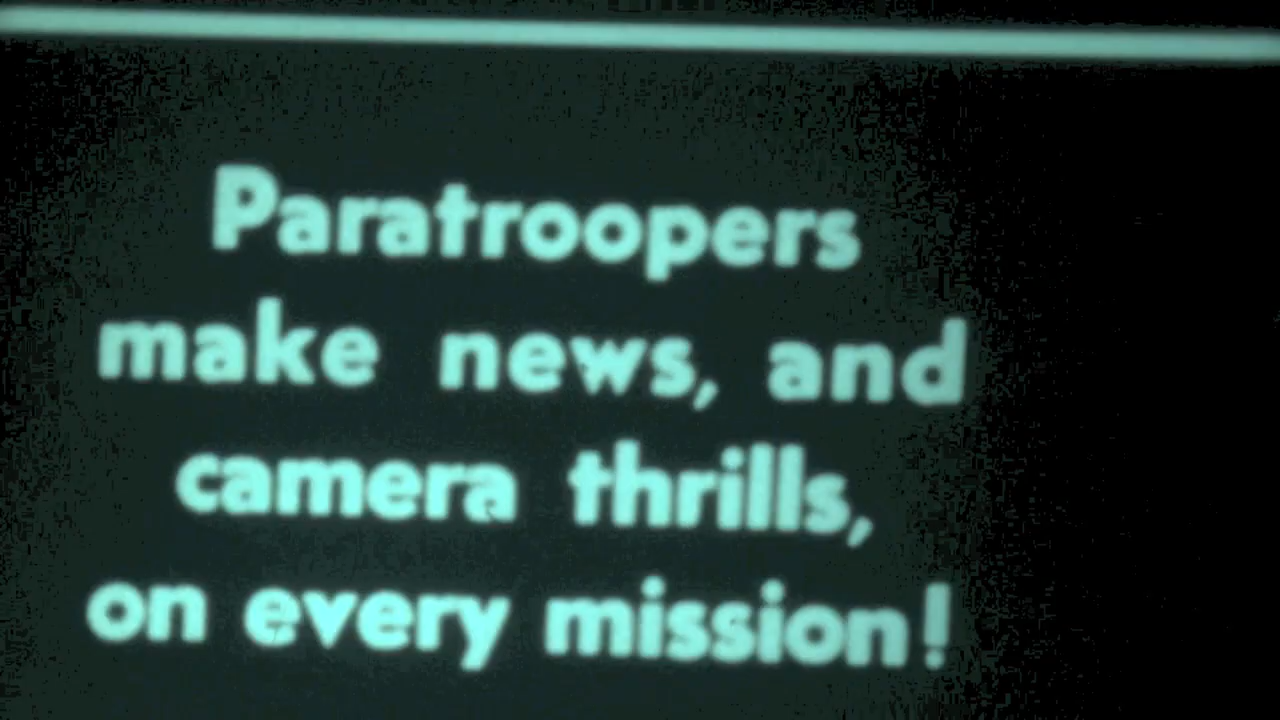 Paratroopers
make news, and
camera thrills,
on every mission!